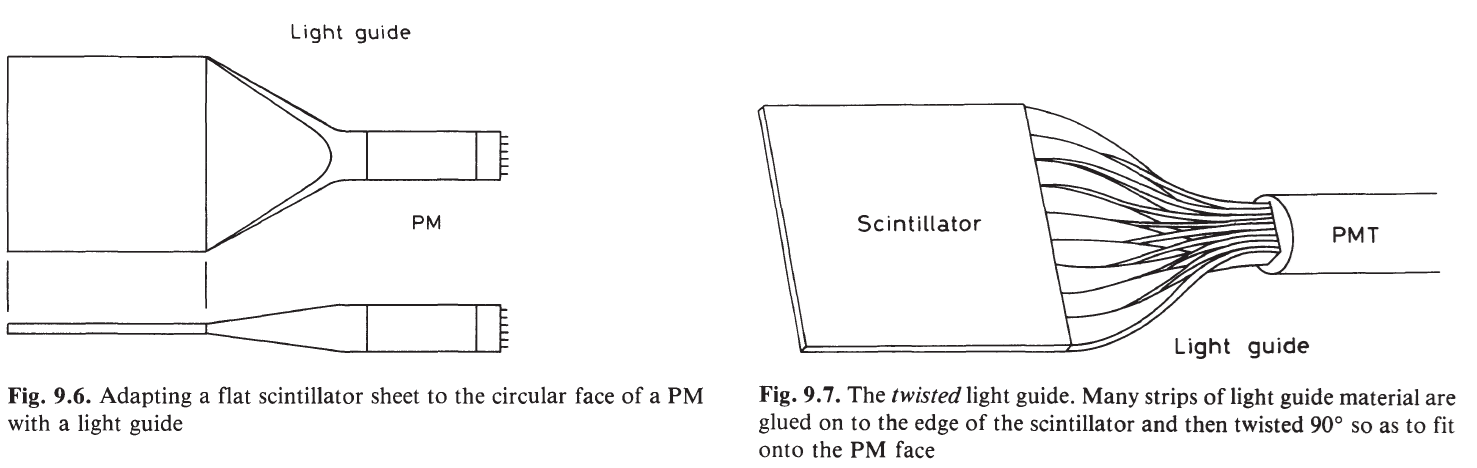 Light guide
PM
Fig. 9.6. Adapting a flat scintillator sheet to the circular face of a PM
with a light guide
Scintillator
PMT
Light guide
Fig. 9.7. The twisted light guide. Many strips of light guide material are
glued on to the edge of the scintillator and then twisted 90° so as to fit
onto the PM face